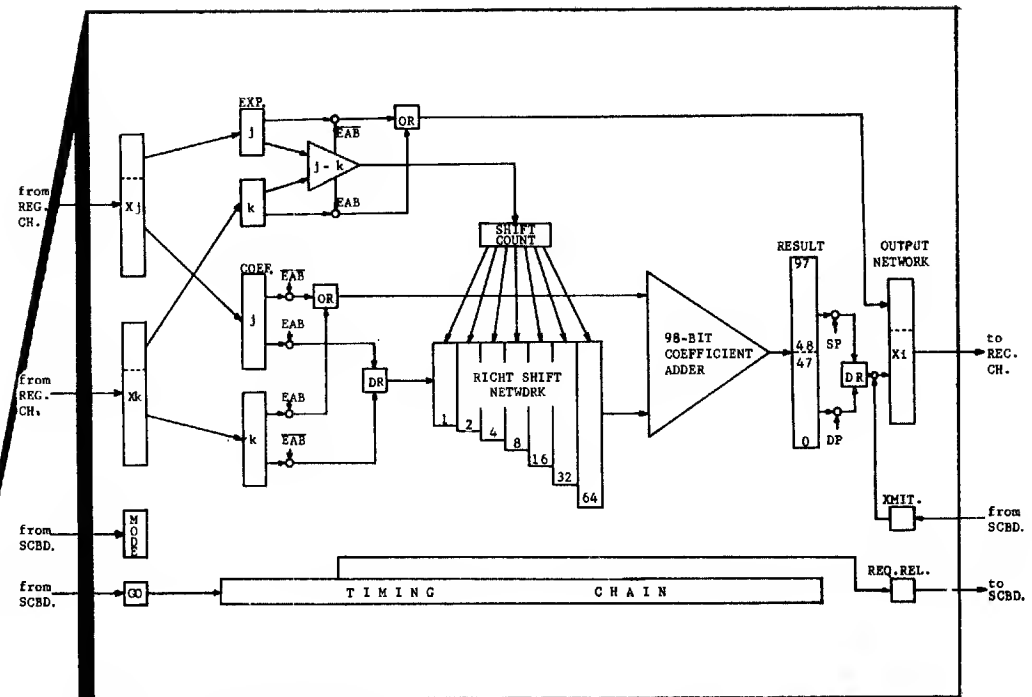 EXP.
j
EAB
OR
j - k
k
EAB
from
REG.
CH.
Xj
SHIFT
COUNT
COEF.
j
EAB
OR
EAB
DR
from
REG.
CH.
Xk
k
EAB
EAB
RICHT SHIFT
NETWDRK
1
2
4
8
16
32
64
98-BIT
COEFFICIENT
ADDER
RESULT
97
48
47
0
SP
DR
DP
OUTPUT
NETWORK
Xi
to
REC.
CH.
XMIT.
from
SCBD.
from
SCBD.
MODE
from
SCBD.
GO
TIMING CHAIN
REQ.REL.
to
SCBD.